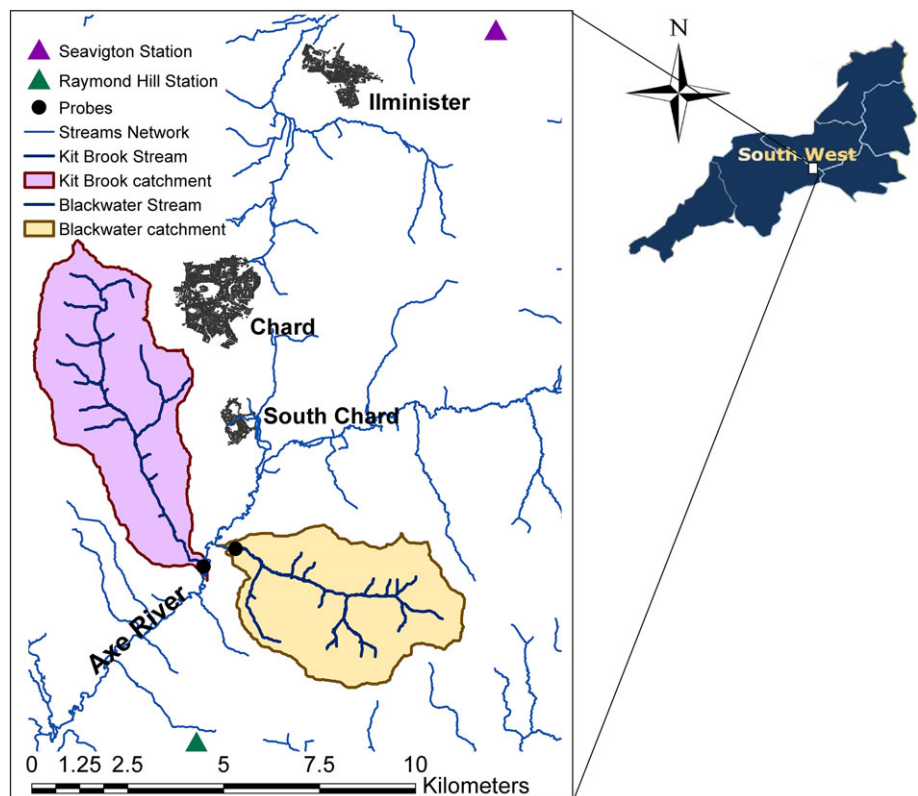 Seavigton Station
Raymond Hill Station
Probes
Streams Network
Kit Brook Stream
Kit Brook catchment
Blackwater Stream
Blackwater catchment
Ilminister
Chard
South Chard
Axe River
0 1.25 2.5 5 7.5 10
Kilometers
N
South West